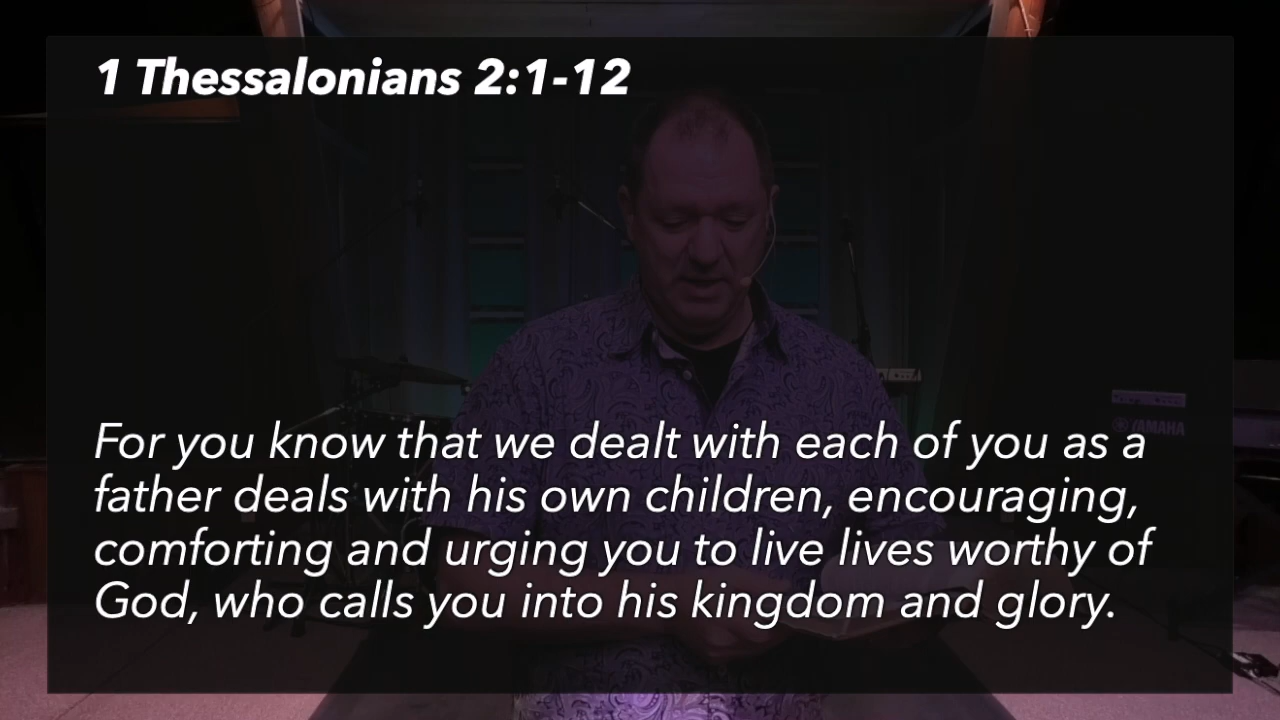 1 Thessalonians 2:1-12
YAMAHA
For you know that we dealt with each of you as a
father deals with his own children, encouraging,
comforting and urging you to live lives worthy of
God, who calls you into his kingdom and glory.